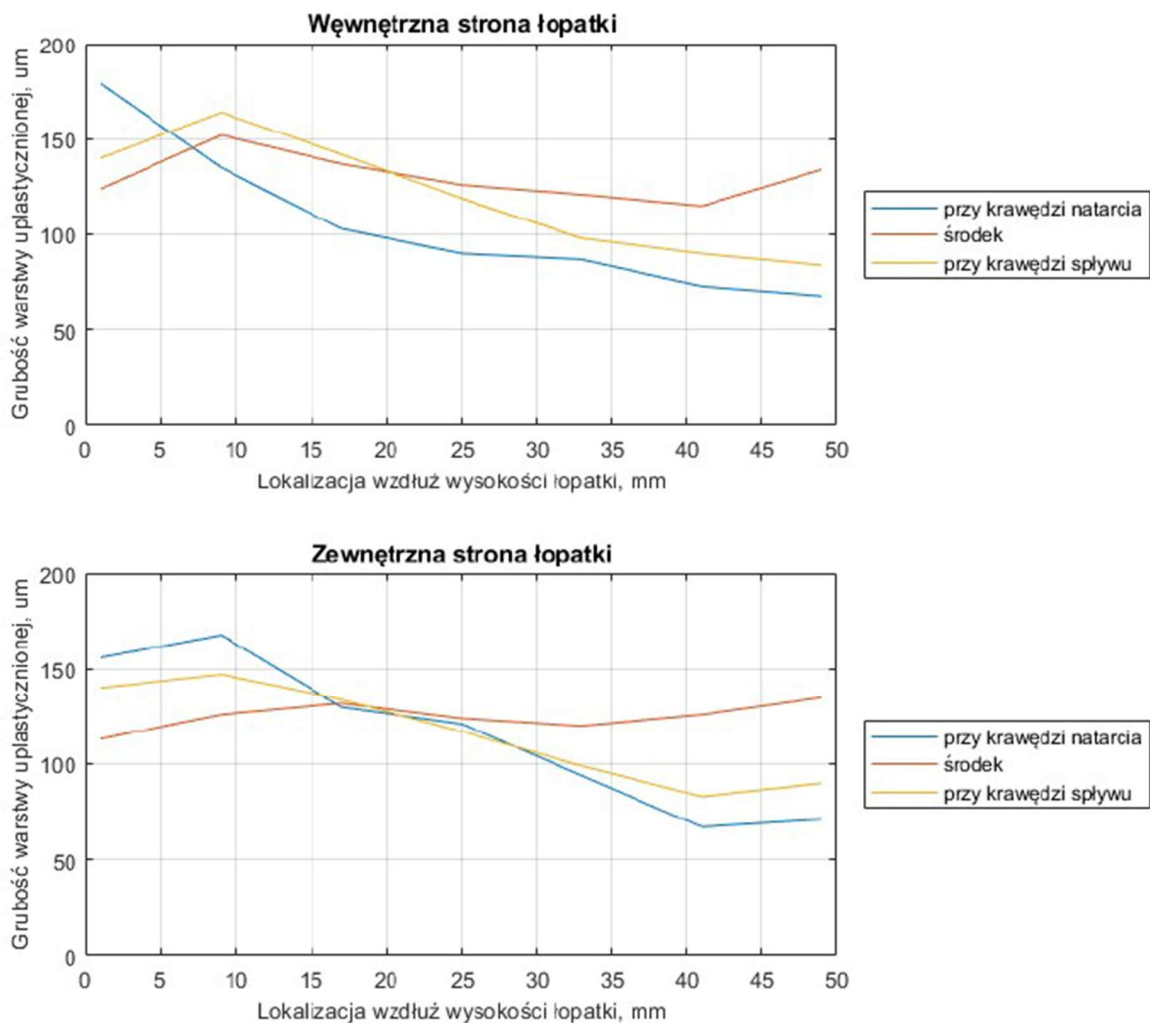 Węwnętrzna strona łopatki
Grubość warstwy uplastycznionej, um
200
150
100
50
0
0 5 10 15 20 25 30 35 40 45 50
Lokalizacja wzdłuż wysokości łopatki, mm
przy krawędzi natarcia
środek
przy krawędzi spływu
Zewnętrzna strona łopatki
Grubość warstwy uplastycznionej, um
200
150
100
50
0
0 5 10 15 20 25 30 35 40 45 50
Lokalizacja wzdłuż wysokości łopatki, mm
przy krawędzi natarcia
środek
przy krawędzi spływu